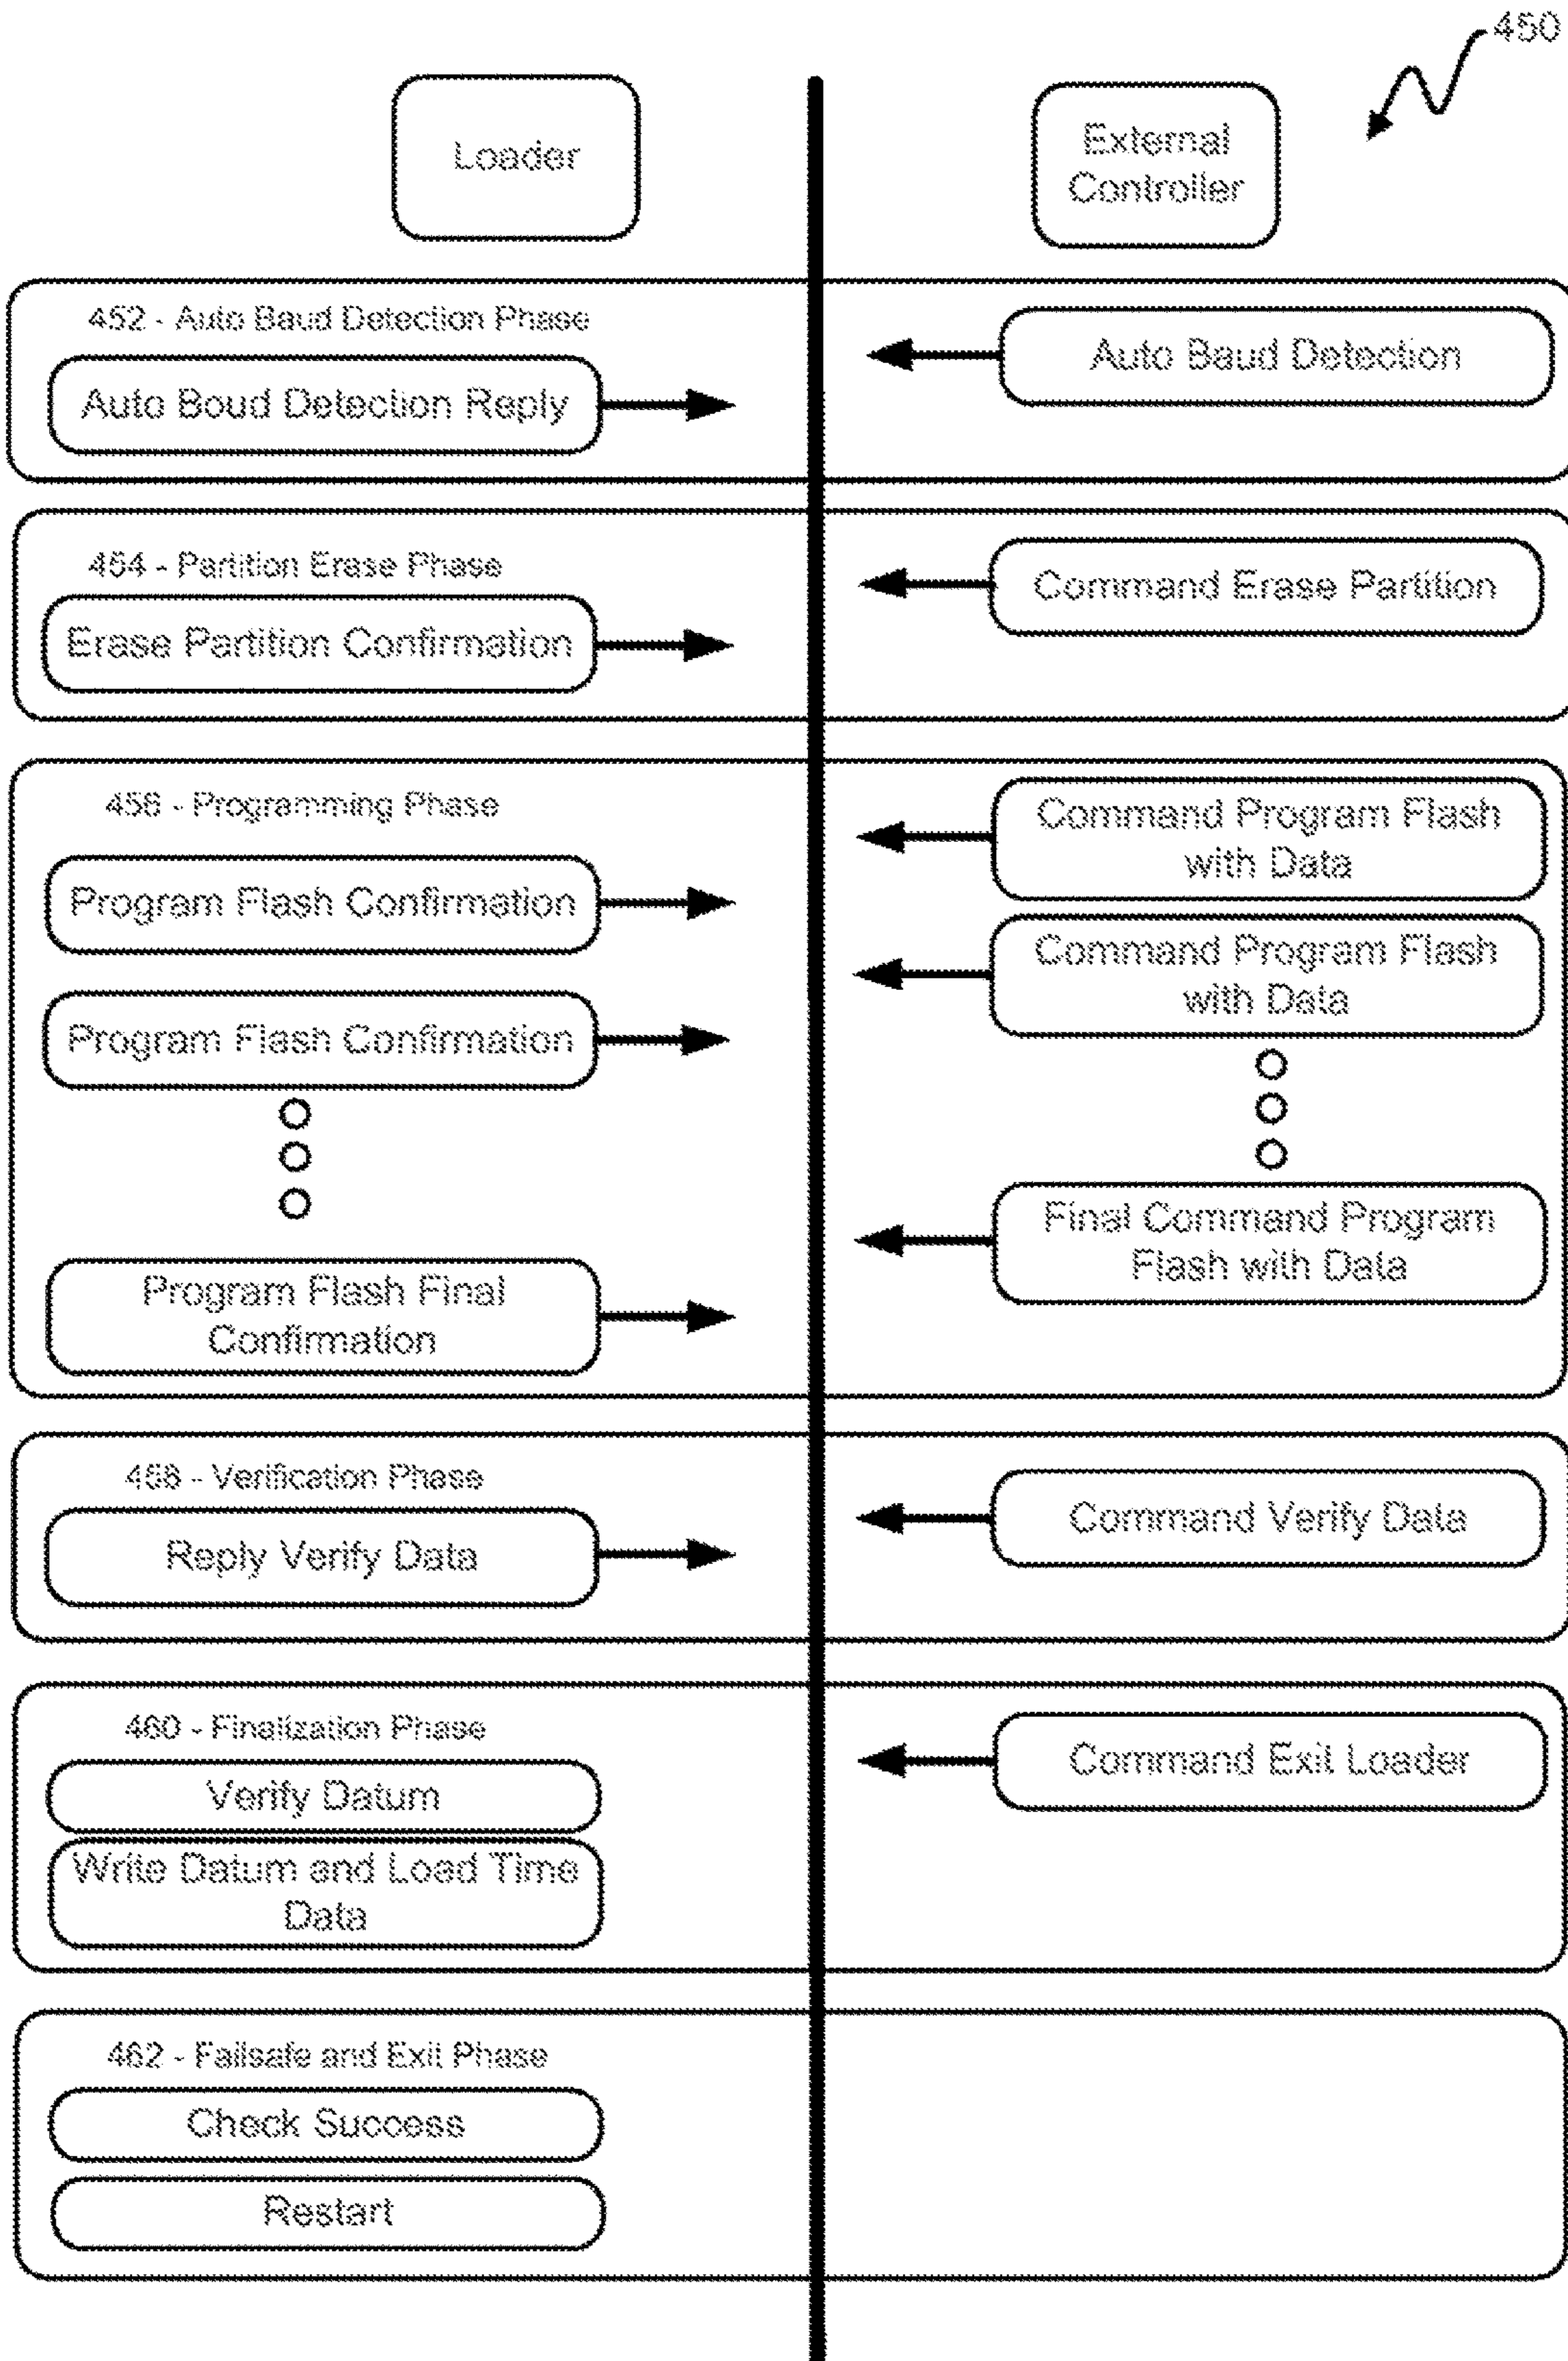 450
Loader
External
Controller
452 - Auto Baud Detection Phase
Auto Baud Detection
Auto Boud Detection Reply
454 - Partition Erase Phase
Command Erase Partition
Erase Partition Confirmation
456 - Programming Phase
Command Program Flash
with Data
Program Flash Confirmation
Command Program Flash
with Data
Program Flash Confirmation
Final Command Program
Flash with Data
Program Flash Final
Confirmation
458 - Verification Phase
Command Verify Data
Reply Verify Data
460 - Finalization Phase
Command Exit Loader
Verify Datum
Write Datum and Load Time
Data
462 - Failsafe and Exit Phase
Check Success
Restart